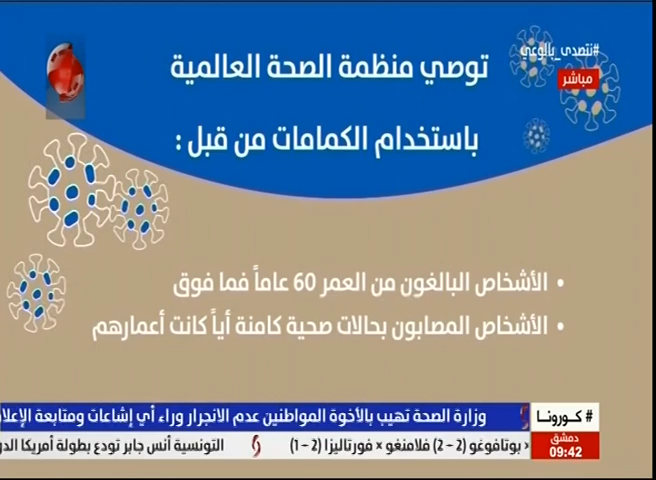 #نتصدى_بالوعي
مباشر
توصي منظمة الصحة العالمية
باستخدام الكمامات من قبل :
• الأشخاص البالغون من العمر 60 عاماً فما فوق
• الأشخاص المصابون بحالات صحية كامنة أياً كانت أعمارهم
# كـورونـا
وزارة الصحة تهيب بالأخوة المواطنين عدم الانجرار وراء أي إشاعات ومتابعة الإعلا
دمشق
09:42
× بوتافوغو (2 – 2) فلامنغو × فورتاليزا (2 – 1)
التونسية أنس جابر تودع بطولة أمريكا الدو